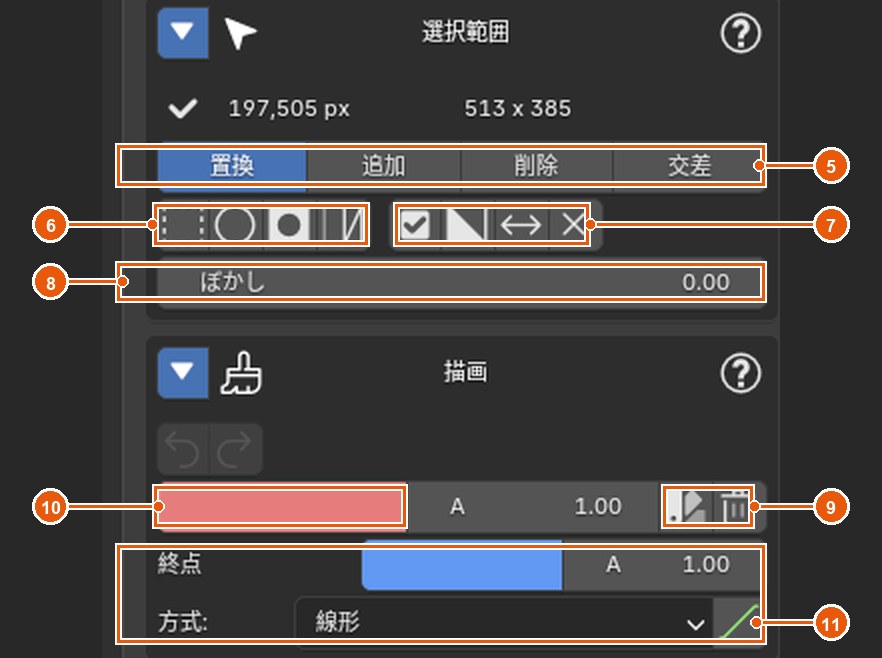 選択範囲 ?
197,505 px 513 x 385
置換 追加 削除 交差 5
6 7
8 ぼかし 0.00
描画 ?
10 A 1.00 9
終点 A 1.00
方式: 線形 11